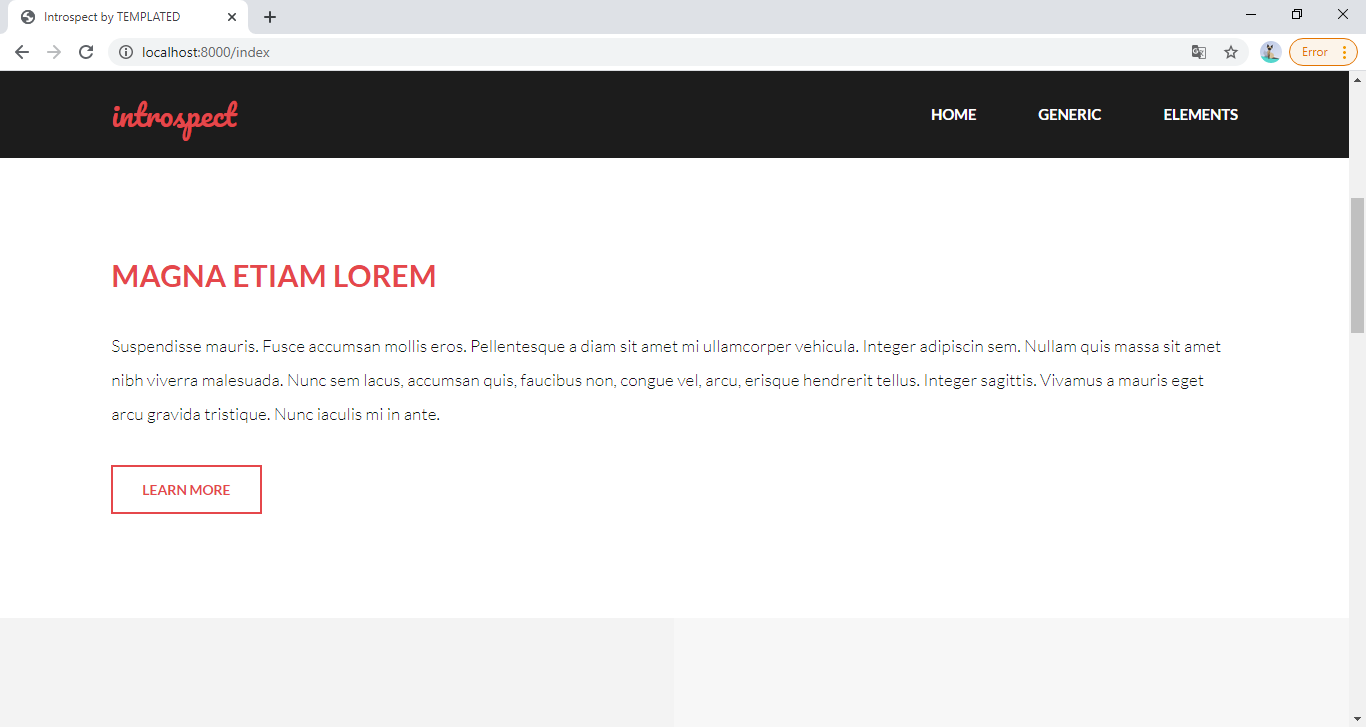 Introspect by TEMPLATED
localhost:8000/index
Error
introspect
HOME GENERIC ELEMENTS
MAGNA ETIAM LOREM
Suspendisse mauris. Fusce accumsan mollis eros. Pellentesque a diam sit amet mi ullamcorper vehicula. Integer adipiscin sem. Nullam quis massa sit amet
nibh viverra malesuada. Nunc sem lacus, accumsan quis, faucibus non, congue vel, arcu, erisque hendrerit tellus. Integer sagittis. Vivamus a mauris eget
arcu gravida tristique. Nunc iaculis mi in ante.
LEARN MORE